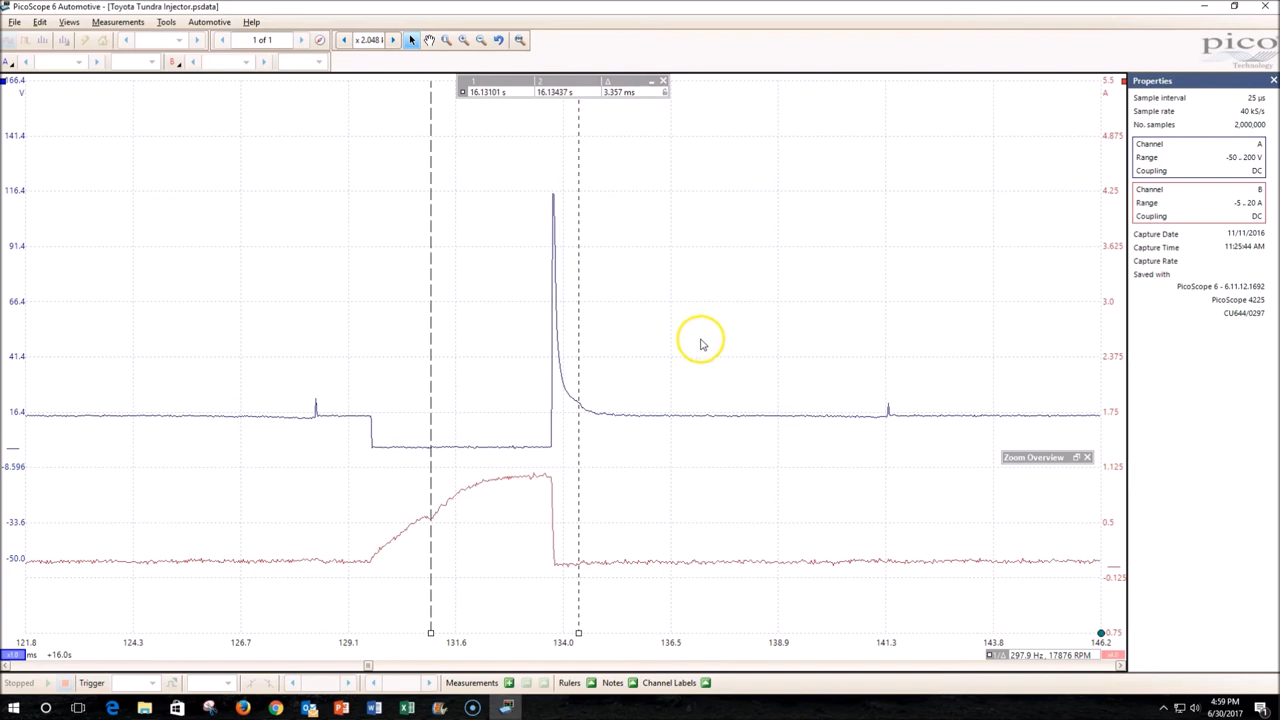 PicoScope 6 Automotive - [Toyota Tundra Injector.psdata]
File Edit Views Measurements Tools Automotive Help
1 of 1 x 2.048
pico
Technology
A B
1 2 Δ
16.13101 s 16.13437 s 3.357 ms
166.4
V
141.4
116.4
91.4
66.4
41.4
16.4
-8.596
-33.6
-50.0
5.5
A
4.875
4.25
3.625
3.0
2.375
1.75
1.125
0.5
-0.125
-0.75
Zoom Overview
121.8 124.3 126.7 129.1 131.6 134.0 136.5 138.9 141.3 143.8 146.2
x1.0 ms +16.0s
1/Δ 297.9 Hz, 17876 RPM
Properties
Sample interval 25 µs
Sample rate 40 kS/s
No. samples 2,000,000
Channel A
Range -50 .. 200 V
Coupling DC
Channel B
Range -5 .. 20 A
Coupling DC
Capture Date 11/11/2016
Capture Time 11:25:44 AM
Capture Rate
Saved with
PicoScope 6 - 6.11.12.1692
PicoScope 4225
CU644/0297
Stopped Trigger Measurements Rulers Notes Channel Labels
4:59 PM
6/30/2017